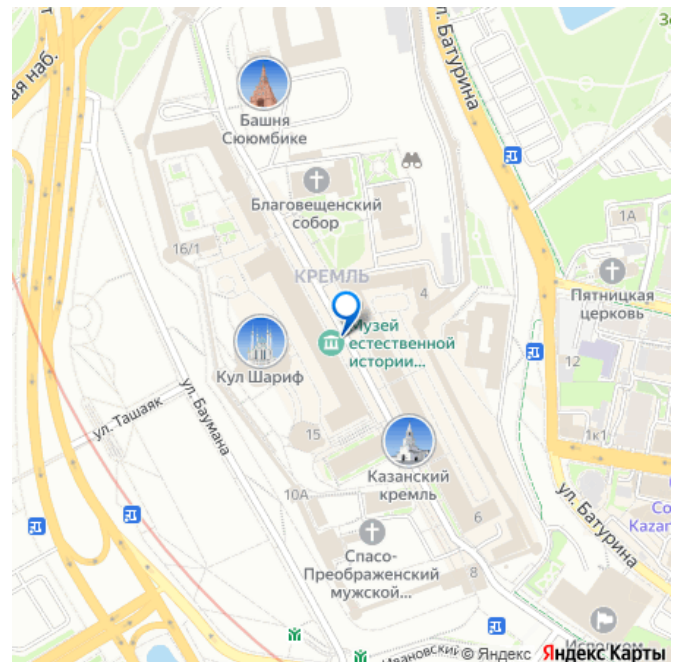 ая наб.
ул. Батурина
Башня
Сююмбике
Благовещенский
собор
1А
16/1
КРЕМЛЬ
4
Пятницкая
церковь
Музей
естественной
истории...
Кул Шариф
12
ул. Баумана
ул. Ташаяк
15
1к1
Казанский
кремль
10А
ул. Батурина
Kazan
6
Спасо-
Преображенский
мужской...
8
Ивановский
© Яндекс Яндекс Карты